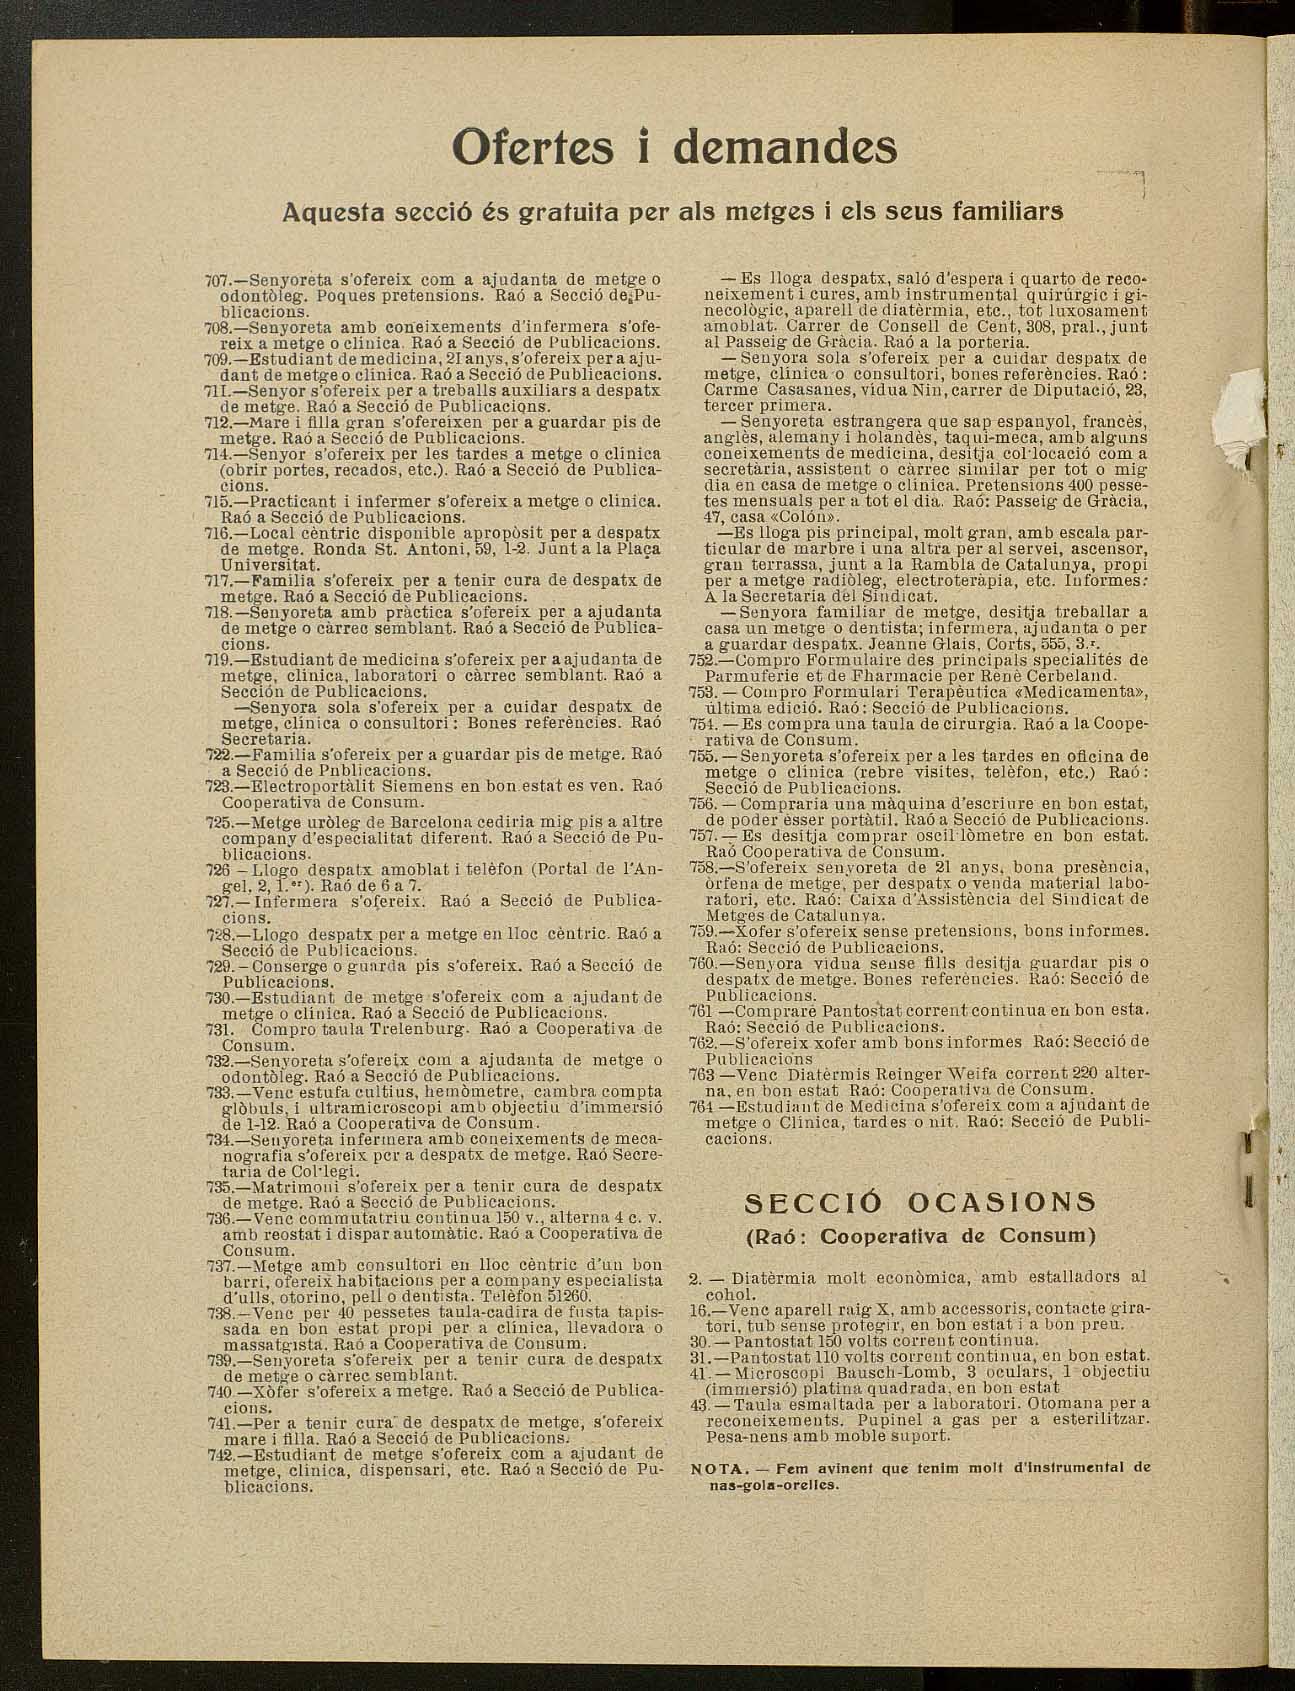 Ofertes i demandes
Aquesta secció és gratuita per als metges i els seus familiars
707.—Senyoreta s'ofereix com a ajudanta de metge o
odontòleg. Poques pretensions. Raó a Secció de Pu-
blicacions.
708.—Senyoreta amb coneixements d'infermera s'ofe-
reix a metge o clinica. Raó a Secció de Publicacions.
709.—Estudiant de medicina, 21 anys, s'ofereix per a aju-
dant de metge o clinica. Raó a Secció de Publicacions.
711.—Senyor s'ofereix per a treballs auxiliars a despatx
de metge. Raó a Secció de Publicacions.
712.—Mare i filla gran s'ofereixen per a guardar pis de
metge. Raó a Secció de Publicacions.
714.—Senyor s'ofereix per les tardes a metge o clinica
(obrir portes, recados, etc.). Raó a Secció de Publica-
cions.
715.—Practicant i infermer s'ofereix a metge o clinica.
Raó a Secció de Publicacions.
716.—Local cèntric disponible apropòsit per a despatx
de metge. Ronda St. Antoni, 59, 1-2. Junt a la Plaça
Universitat.
717.—Familia s'ofereix per a tenir cura de despatx de
metge. Raó a Secció de Publicacions.
718.—Senyoreta amb pràctica s'ofereix per a ajudanta
de metge o càrrec semblant. Raó a Secció de Publica-
cions.
719.—Estudiant de medicina s'ofereix per a ajudanta de
metge, clinica, laboratori o càrrec semblant. Raó a
Sección de Publicacions.
—Senyora sola s'ofereix per a cuidar despatx de
metge, clinica o consultori: Bones referències. Raó
Secretaria.
722.—Familia s'ofereix per a guardar pis de metge. Raó
a Secció de Pnblicacions.
723.—Electroportàlit Siemens en bon estat es ven. Raó
Cooperativa de Consum.
725.—Metge uròleg de Barcelona cediria mig pis a altre
company d'especialitat diferent. Raó a Secció de Pu-
blicacions.
726 – Llogo despatx amoblat i telèfon (Portal de l'An-
gel, 2, 1.er). Raó de 6 a 7.
727.—Infermera s'ofereix. Raó a Secció de Publica-
cions.
728.—Llogo despatx per a metge en lloc cèntric. Raó a
Secció de Publicacions.
729.–Conserge o guarda pis s'ofereix. Raó a Secció de
Publicacions.
730.—Estudiant de metge s'ofereix com a ajudant de
metge o clinica. Raó a Secció de Publicacions.
731. Compro taula Trelenburg. Raó a Cooperativa de
Consum.
732.—Senyoreta s'ofereix com a ajudanta de metge o
odontòleg. Raó a Secció de Publicacions.
733.—Venc estufa cultius, hemòmetre, cambra compta
glòbuls, i ultramicroscopi amb objectiu d'immersió
de 1-12. Raó a Cooperativa de Consum.
734.—Senyoreta infermera amb coneixements de meca-
nografia s'ofereix per a despatx de metge. Raó Secre-
taria de Col·legi.
735.—Matrimoni s'ofereix per a tenir cura de despatx
de metge. Raó a Secció de Publicacions.
736.—Venc commutatriu continua 150 v., alterna 4 c. v.
amb reostat i dispar automàtic. Raó a Cooperativa de
Consum.
737.—Metge amb consultori en lloc cèntric d'un bon
barri, ofereix habitacions per a company especialista
d'ulls, otorino, pell o dentista. Telèfon 51260.
738.—Venc per 40 pessetes taula-cadira de fusta tapis-
sada en bon estat propi per a clinica, llevadora o
massatgista. Raó a Cooperativa de Consum.
739.—Senyoreta s'ofereix per a tenir cura de despatx
de metge o càrrec semblant.
740.—Xòfer s'ofereix a metge. Raó a Secció de Publica-
cions.
741.—Per a tenir cura de despatx de metge, s'ofereix
mare i filla. Raó a Secció de Publicacions.
742.—Estudiant de metge s'ofereix com a ajudant de
metge, clinica, dispensari, etc. Raó a Secció de Pu-
blicacions.
— Es lloga despatx, saló d'espera i quarto de reco-
neixement i cures, amb instrumental quirúrgic i gi-
necològic, aparell de diatèrmia, etc., tot luxosament
amoblat. Carrer de Consell de Cent, 308, pral., junt
al Passeig de Gràcia. Raó a la porteria.
— Senyora sola s'ofereix per a cuidar despatx de
metge, clínica o consultori, bones referències. Raó:
Carme Casasanes, vidua Nin, carrer de Diputació, 23,
tercer primera.
— Senyoreta estrangera que sap espanyol, francès,
anglès, alemany i holandès, taqui-meca, amb alguns
coneixements de medicina, desitja col·locació com a
secretària, assistent o càrrec similar per tot o mig
dia en casa de metge o clínica. Pretensions 400 pesse-
tes mensuals per a tot el dia. Raó: Passeig de Gràcia,
47, casa «Colón».
—Es lloga pis principal, molt gran, amb escala par-
ticular de marbre i una altra per al servei, ascensor,
gran terrassa, junt a la Rambla de Catalunya, propi
per a metge radiòleg, electroteràpia, etc. Informes:
A la Secretaria del Sindicat.
— Senyora familiar de metge, desitja treballar a
casa un metge o dentista; infermera, ajudanta o per
a guardar despatx. Jeanne Glais, Corts, 555, 3.r.
752.—Compro Formulaire des principals specialités de
Parmuferie et de Fharmacie per Renè Cerbeland.
753. — Compro Formulari Terapèutica «Medicamenta»,
última edició. Raó: Secció de Publicacions.
754. — Es compra una taula de cirurgia. Raó a la Coope-
rativa de Consum.
755. — Senyoreta s'ofereix per a les tardes en oficina de
metge o clinica (rebre visites, telèfon, etc.) Raó:
Secció de Publicacions.
756. — Compraria una màquina d'escriure en bon estat,
de poder ésser portàtil. Raó a Secció de Publicacions.
757. — Es desitja comprar oscil·lòmetre en bon estat.
Raó Cooperativa de Consum.
758.—S'ofereix senyoreta de 21 anys, bona presència,
òrfena de metge, per despatx o venda material labo-
ratori, etc. Raó: Caixa d'Assistència del Sindicat de
Metges de Catalunya.
759.—Xofer s'ofereix sense pretensions, bons informes.
Raó: Secció de Publicacions.
760.—Senyora vidua sense fills desitja guardar pis o
despatx de metge. Bones referències. Raó: Secció de
Publicacions.
761 —Compraré Pantostat corrent continua en bon esta.
Raó: Secció de Publicacions.
762.—S'ofereix xofer amb bons informes Raó: Secció de
Publicacions
763 —Venc Diatèrmis Reinger Weifa corrent 220 alter-
na, en bon estat Raó: Cooperativa de Consum.
764 —Estudiant de Medicina s'ofereix com a ajudant de
metge o Clínica, tardes o nit. Raó: Secció de Publi-
cacions.
SECCIÓ OCASIONS
(Raó: Cooperativa de Consum)
2. — Diatèrmia molt econòmica, amb estalladors al
cohol.
16.—Venc aparell raig X, amb accessoris, contacte gira-
tori, tub sense protegir, en bon estat i a bon preu.
30. — Pantostat 150 volts corrent continua.
31.—Pantostat 110 volts corrent continua, en bon estat.
41. — Microscopi Bausch-Lomb, 3 oculars, 1 objectiu
(immersió) platina quadrada, en bon estat
43. — Taula esmaltada per a laboratori. Otomana per a
reconeixements. Pupinel a gas per a esterilitzar.
Pesa-nens amb moble suport.
NOTA. — Fem avinent que tenim molt d'instrumental de
nas-gola-orelles.